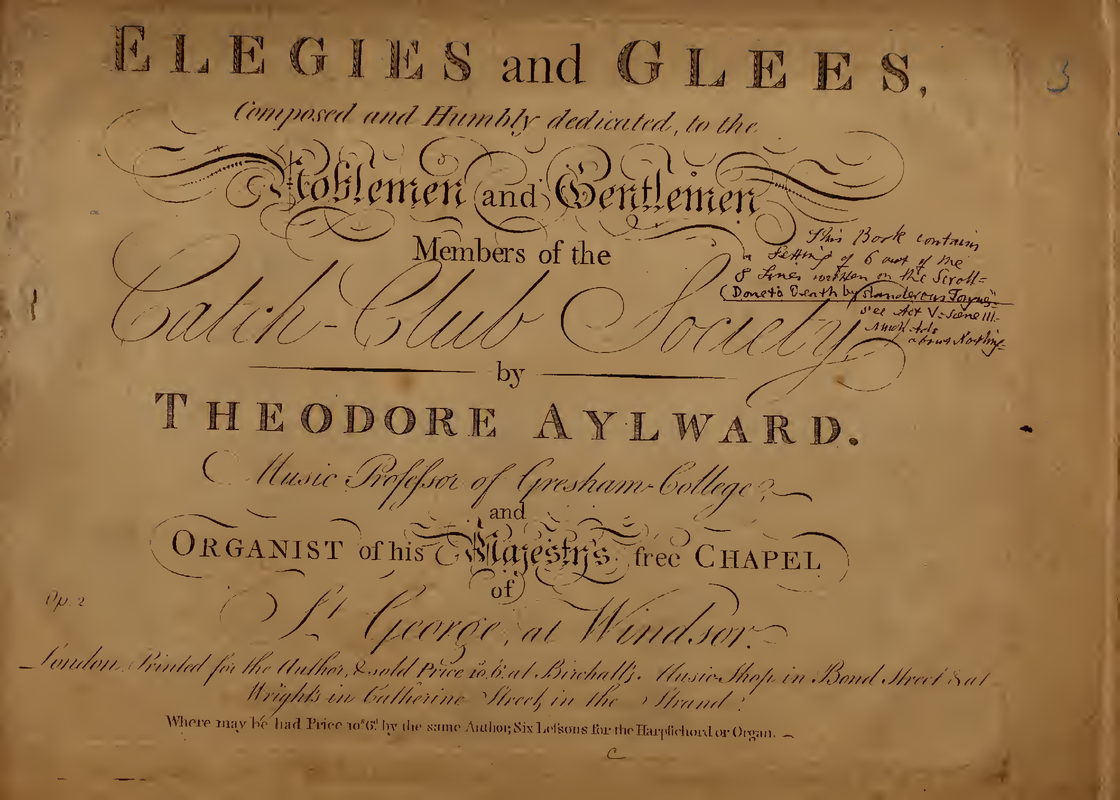 ELEGIES and GLEES,
3
Composed and Humbly dedicated, to the
Noblemen and Gentlemen
Members of the
This Book contains
a Setting of 6 out of the
8 lines written on the Scroll-
(Done to Death by slanderous Tongues"
see Act V- Scene III-
Much Ado
about Nothing-
Catch-Club Society
by
THEODORE AYLWARD.
Music Profeſsor of Gresham-College,
and
ORGANIST of his Majesty's free CHAPEL
of
Op. 2
St. George, at Windsor.
London. Printed for the Author, & sold Price 10.6. at Birchall's Music Shop in Bond Street & at
Wright's in Catherine Street, in the Strand.
Where may be had Price 10s 6d by the same Author, Six Leſsons for the Harpſichord or Organ.
C